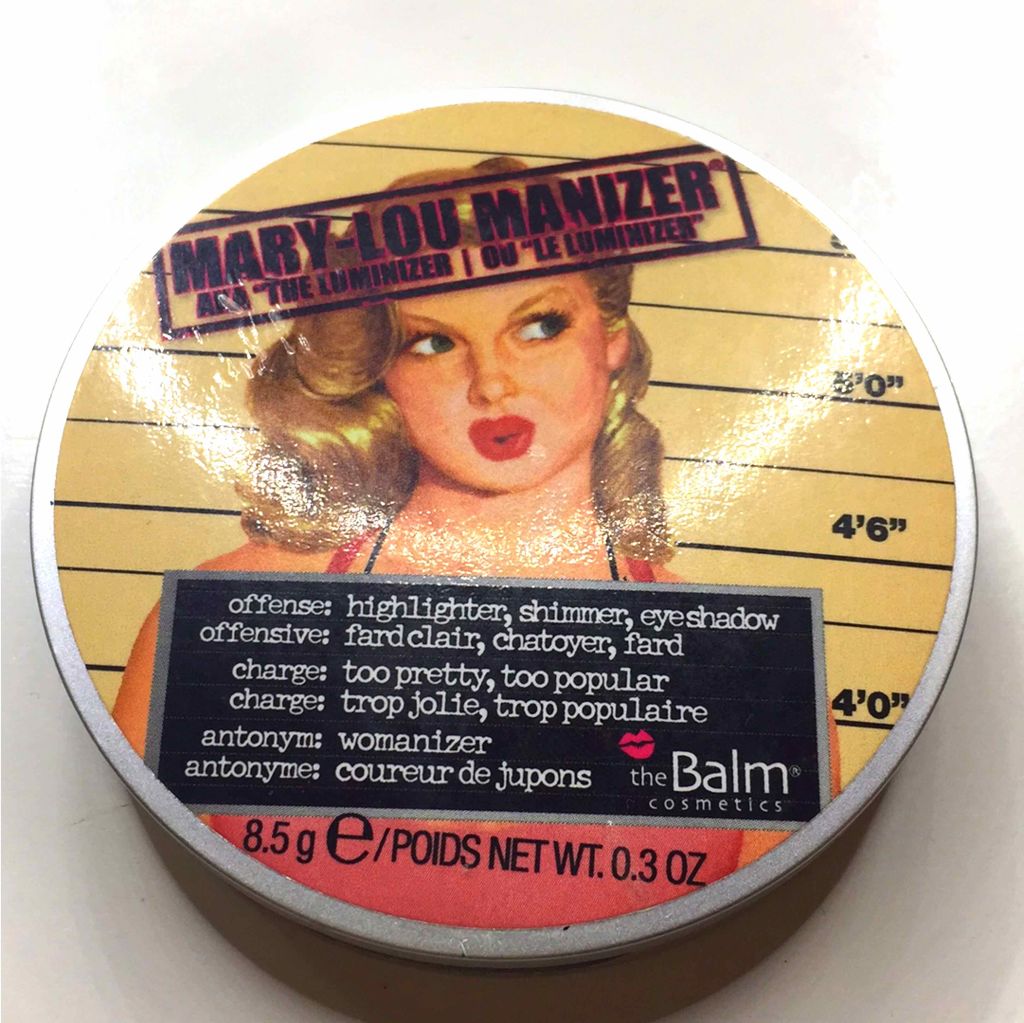 MARY-LOU MANIZER®
AKA "THE LUMINIZER | OU "LE LUMINIZER"
5'0"
4'6"
4'0"
offense: highlighter, shimmer, eyeshadow
offensive: fard clair, chatoyer, fard
charge: too pretty, too popular
charge: trop jolie, trop populaire
antonym: womanizer
antonyme: coureur de jupons
the Balm®
cosmetics
8.5 g e/POIDS NET WT. 0.3 OZ